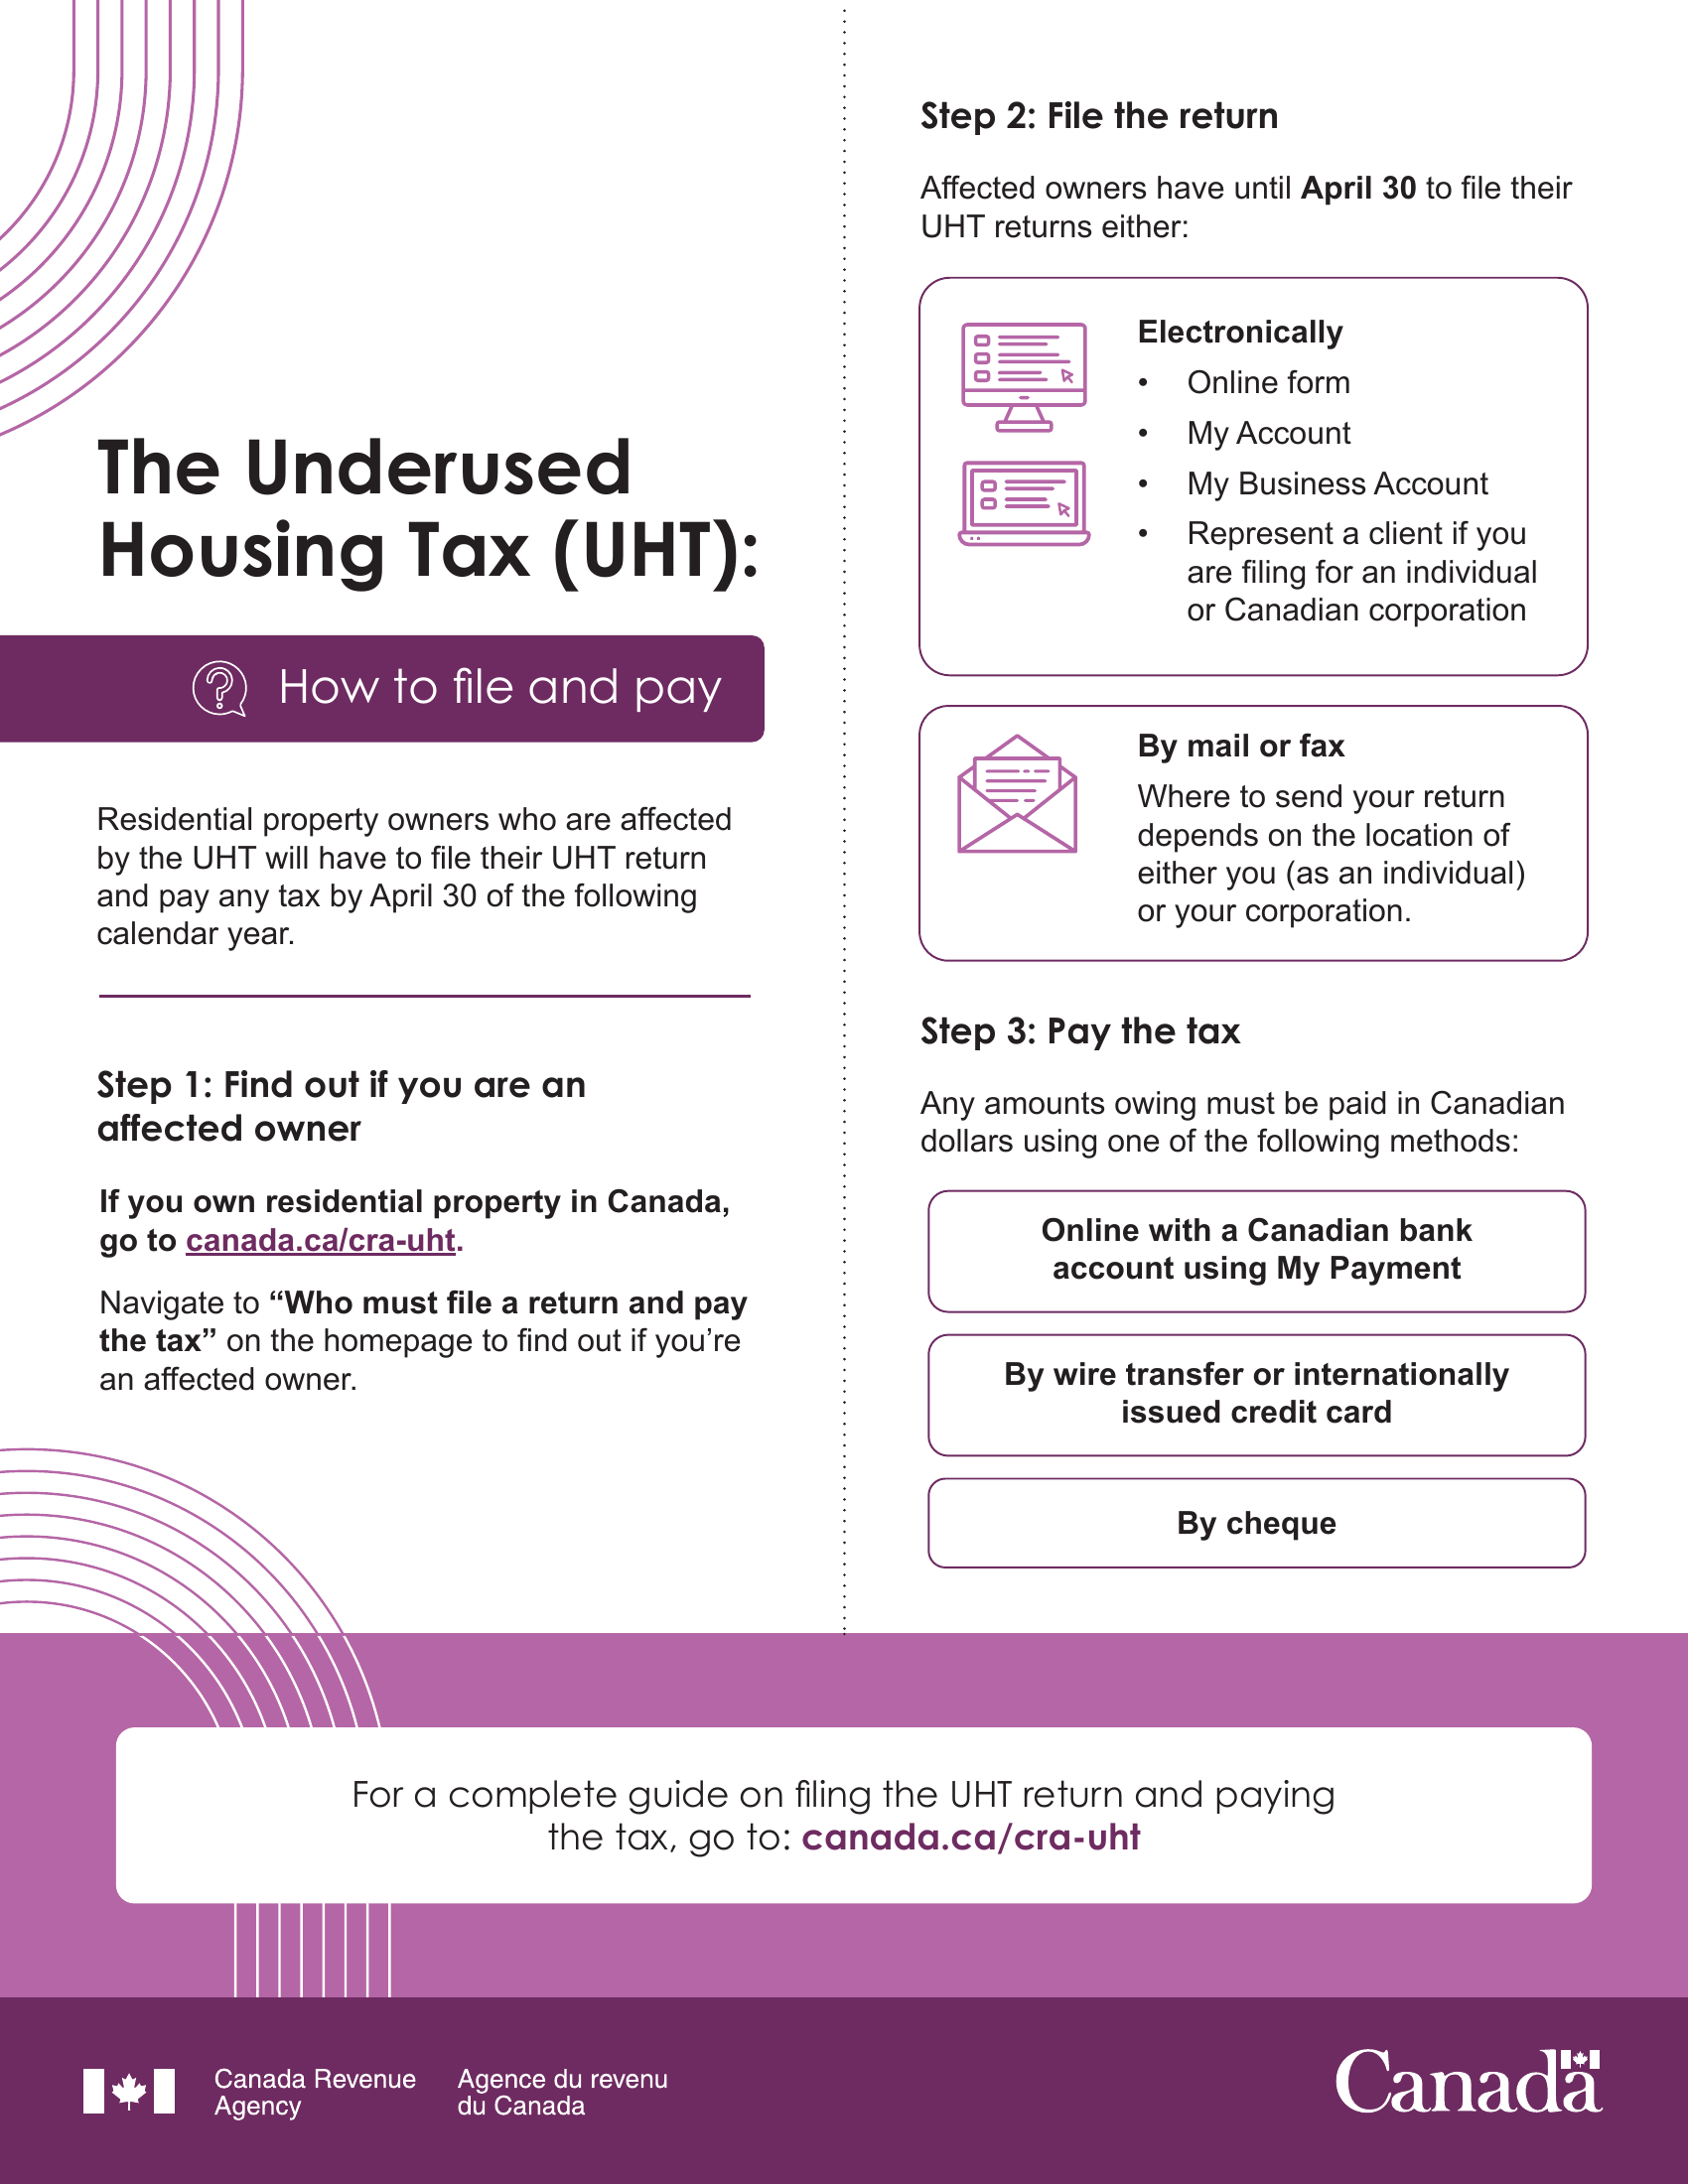 The Underused
Housing Tax (UHT):
How to file and pay
Residential property owners who are affected
by the UHT will have to file their UHT return
and pay any tax by April 30 of the following
calendar year.
Step 1: Find out if you are an
affected owner
If you own residential property in Canada,
go to canada.ca/cra-uht.
Navigate to “Who must file a return and pay
the tax” on the homepage to find out if you’re
an affected owner.
Step 2: File the return
Affected owners have until April 30 to file their
UHT returns either:
Electronically
• Online form
• My Account
• My Business Account
• Represent a client if you
are filing for an individual
or Canadian corporation
By mail or fax
Where to send your return
depends on the location of
either you (as an individual)
or your corporation.
Step 3: Pay the tax
Any amounts owing must be paid in Canadian
dollars using one of the following methods:
Online with a Canadian bank
account using My Payment
By wire transfer or internationally
issued credit card
By cheque
For a complete guide on filing the UHT return and paying
the tax, go to: canada.ca/cra-uht
Canada Revenue
Agency
Agence du revenu
du Canada
Canada